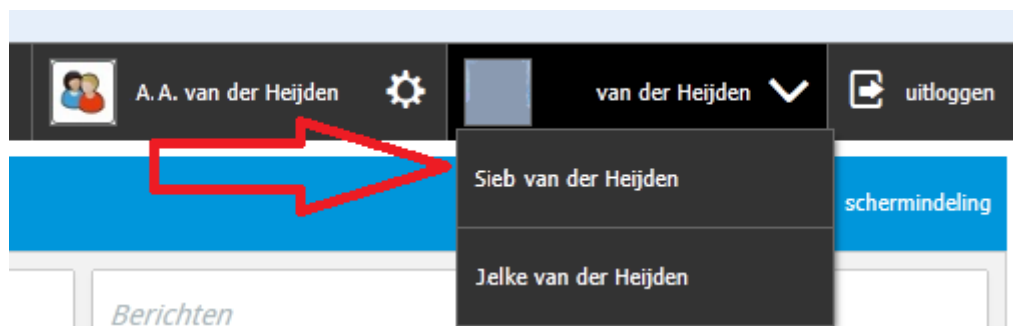 A. A. van der Heijden
van der Heijden
uitloggen
Sieb van der Heijden
schermindeling
Jelke van der Heijden
Berichten